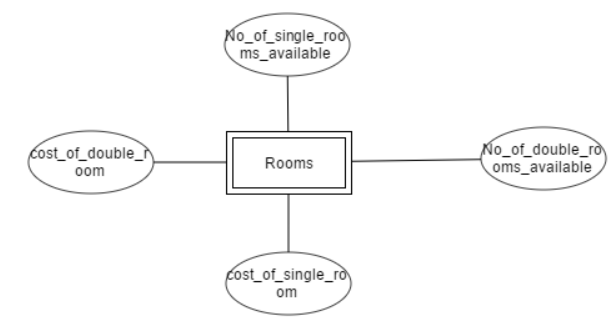 No_of_single_roo
ms_available
cost_of_double_r
oom
Rooms
No_of_double_ro
oms_available
cost_of_single_ro
om